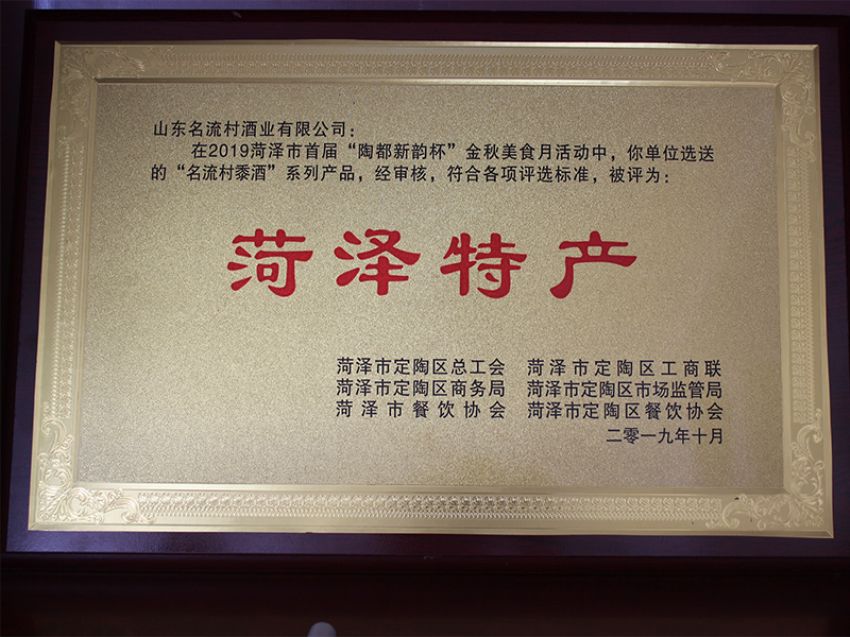 山东名流村酒业有限公司：
在2019菏泽市首届“陶都新韵杯”金秋美食月活动中，你单位选送
的“名流村黍酒”系列产品，经审核，符合各项评选标准，被评为：
菏泽特产
菏泽市定陶区总工会 菏泽市定陶区工商联
菏泽市定陶区商务局 菏泽市定陶区市场监管局
菏泽市餐饮协会 菏泽市定陶区餐饮协会
二零一九年十月